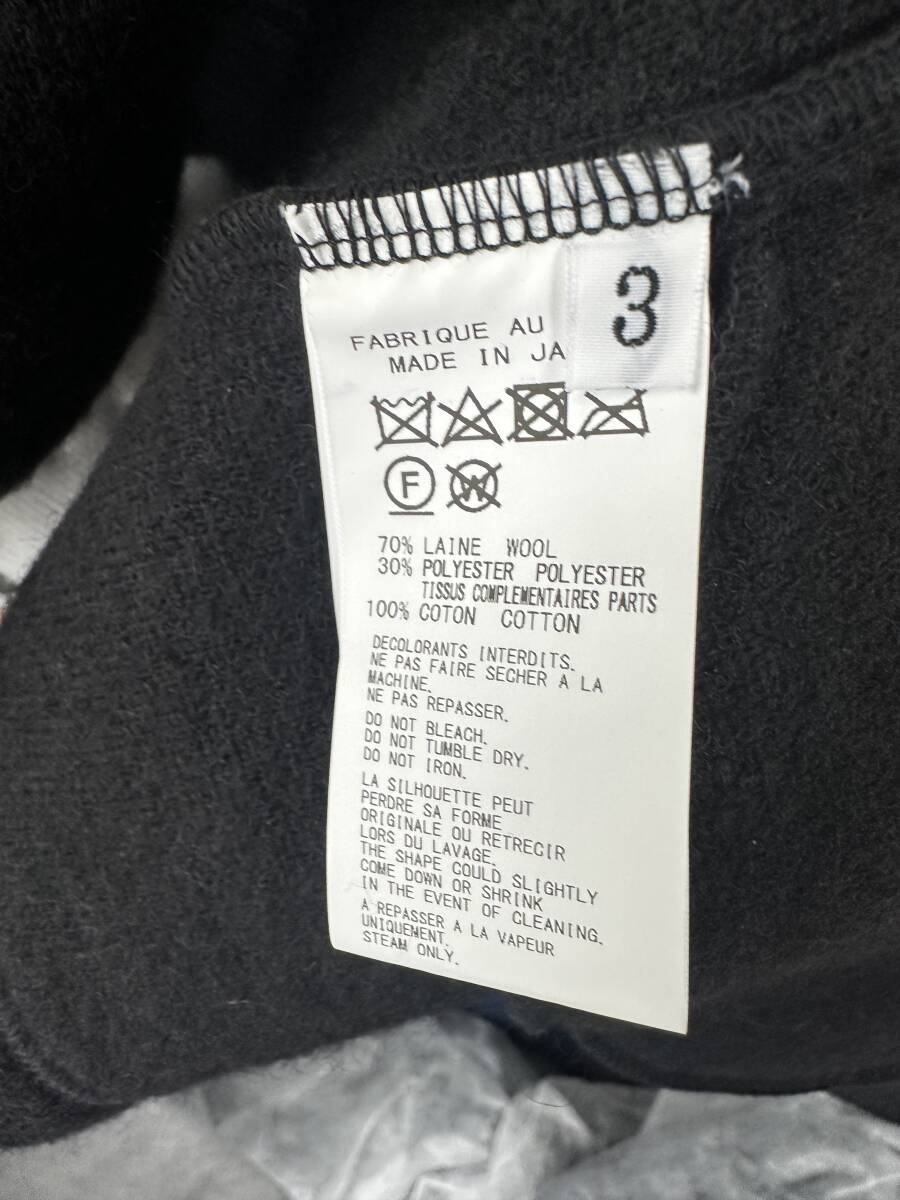 3
FABRIQUE AU
MADE IN JA
F
W
70% LAINE WOOL
30% POLYESTER POLYESTER
TISSUS COMPLEMENTAIRES PARTS
100% COTON COTTON
DECOLORANTS INTERDITS.
NE PAS FAIRE SECHER A LA
MACHINE.
NE PAS REPASSER.
DO NOT BLEACH.
DO NOT TUMBLE DRY.
DO NOT IRON.
LA SILHOUETTE PEUT
PERDRE SA FORME
ORIGINALE OU RETRECIR
LORS DU LAVAGE.
THE SHAPE COULD SLIGHTLY
COME DOWN OR SHRINK
IN THE EVENT OF CLEANING.
A REPASSER A LA VAPEUR
UNIQUEMENT.
STEAM ONLY.